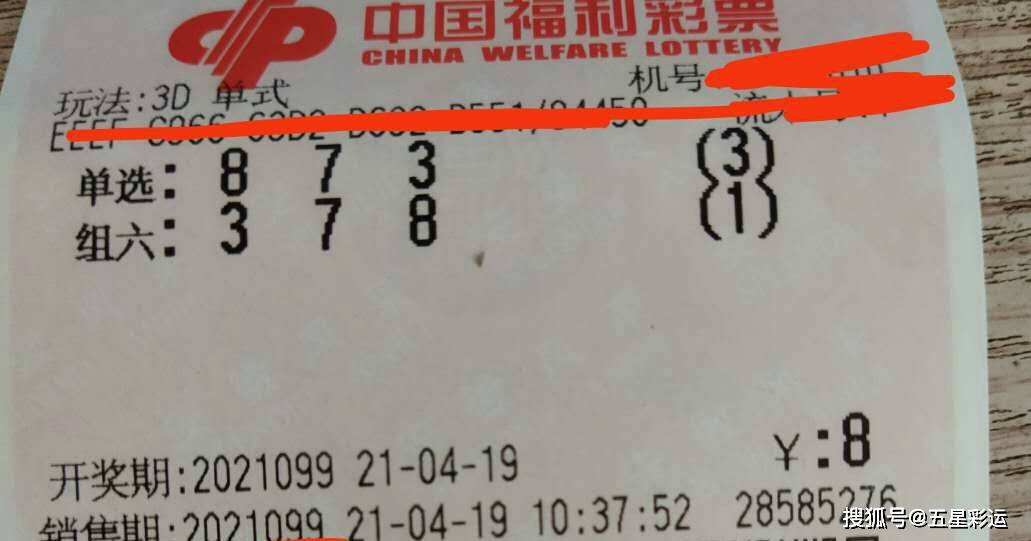 中国福利彩票
CHINA WELFARE LOTTERY
玩法:3D 单式 机号
单选: 8 7 3 (3)
组六: 3 7 8 (1)
开奖期:2021099 21-04-19 ¥:8
销售期:2021099 21-04-19 10:37:52 28585276
搜狐号@五星彩运